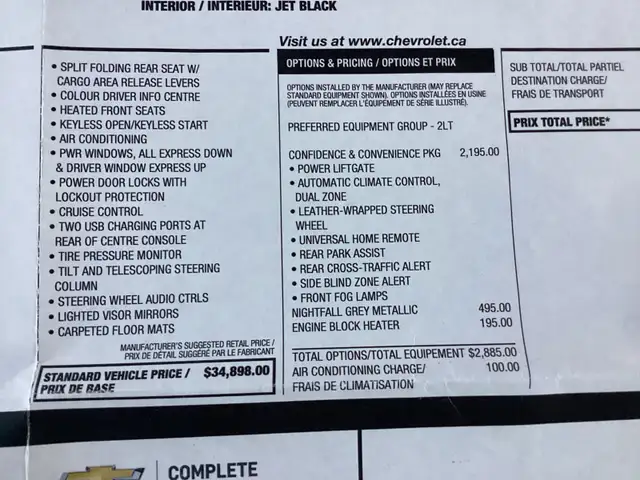 INTERIOR / INTERIEUR: JET BLACK
• SPLIT FOLDING REAR SEAT W/
CARGO AREA RELEASE LEVERS
• COLOUR DRIVER INFO CENTRE
• HEATED FRONT SEATS
• KEYLESS OPEN/KEYLESS START
• AIR CONDITIONING
• PWR WINDOWS, ALL EXPRESS DOWN
& DRIVER WINDOW EXPRESS UP
• POWER DOOR LOCKS WITH
LOCKOUT PROTECTION
• CRUISE CONTROL
• TWO USB CHARGING PORTS AT
REAR OF CENTRE CONSOLE
• TIRE PRESSURE MONITOR
• TILT AND TELESCOPING STEERING
COLUMN
• STEERING WHEEL AUDIO CTRLS
• LIGHTED VISOR MIRRORS
• CARPETED FLOOR MATS
MANUFACTURER'S SUGGESTED RETAIL PRICE /
PRIX DE DÉTAIL SUGGÉRÉ PAR LE FABRICANT
STANDARD VEHICLE PRICE / $34,898.00
PRIX DE BASE
Visit us at www.chevrolet.ca
OPTIONS & PRICING / OPTIONS ET PRIX
OPTIONS INSTALLED BY THE MANUFACTURER (MAY REPLACE
STANDARD EQUIPMENT SHOWN). OPTIONS INSTALLÉES EN USINE
(PEUVENT REMPLACER L'ÉQUIPEMENT DE SÉRIE ILLUSTRÉ).
PREFERRED EQUIPMENT GROUP - 2LT
CONFIDENCE & CONVENIENCE PKG 2,195.00
• POWER LIFTGATE
• AUTOMATIC CLIMATE CONTROL,
DUAL ZONE
• LEATHER-WRAPPED STEERING
WHEEL
• UNIVERSAL HOME REMOTE
• REAR PARK ASSIST
• REAR CROSS-TRAFFIC ALERT
• SIDE BLIND ZONE ALERT
• FRONT FOG LAMPS
NIGHTFALL GREY METALLIC 495.00
ENGINE BLOCK HEATER 195.00
TOTAL OPTIONS/TOTAL EQUIPEMENT $2,885.00
AIR CONDITIONING CHARGE/ 100.00
FRAIS DE CLIMATISATION
SUB TOTAL/TOTAL PARTIEL
DESTINATION CHARGE/
FRAIS DE TRANSPORT
PRIX TOTAL PRICE*
COMPLETE